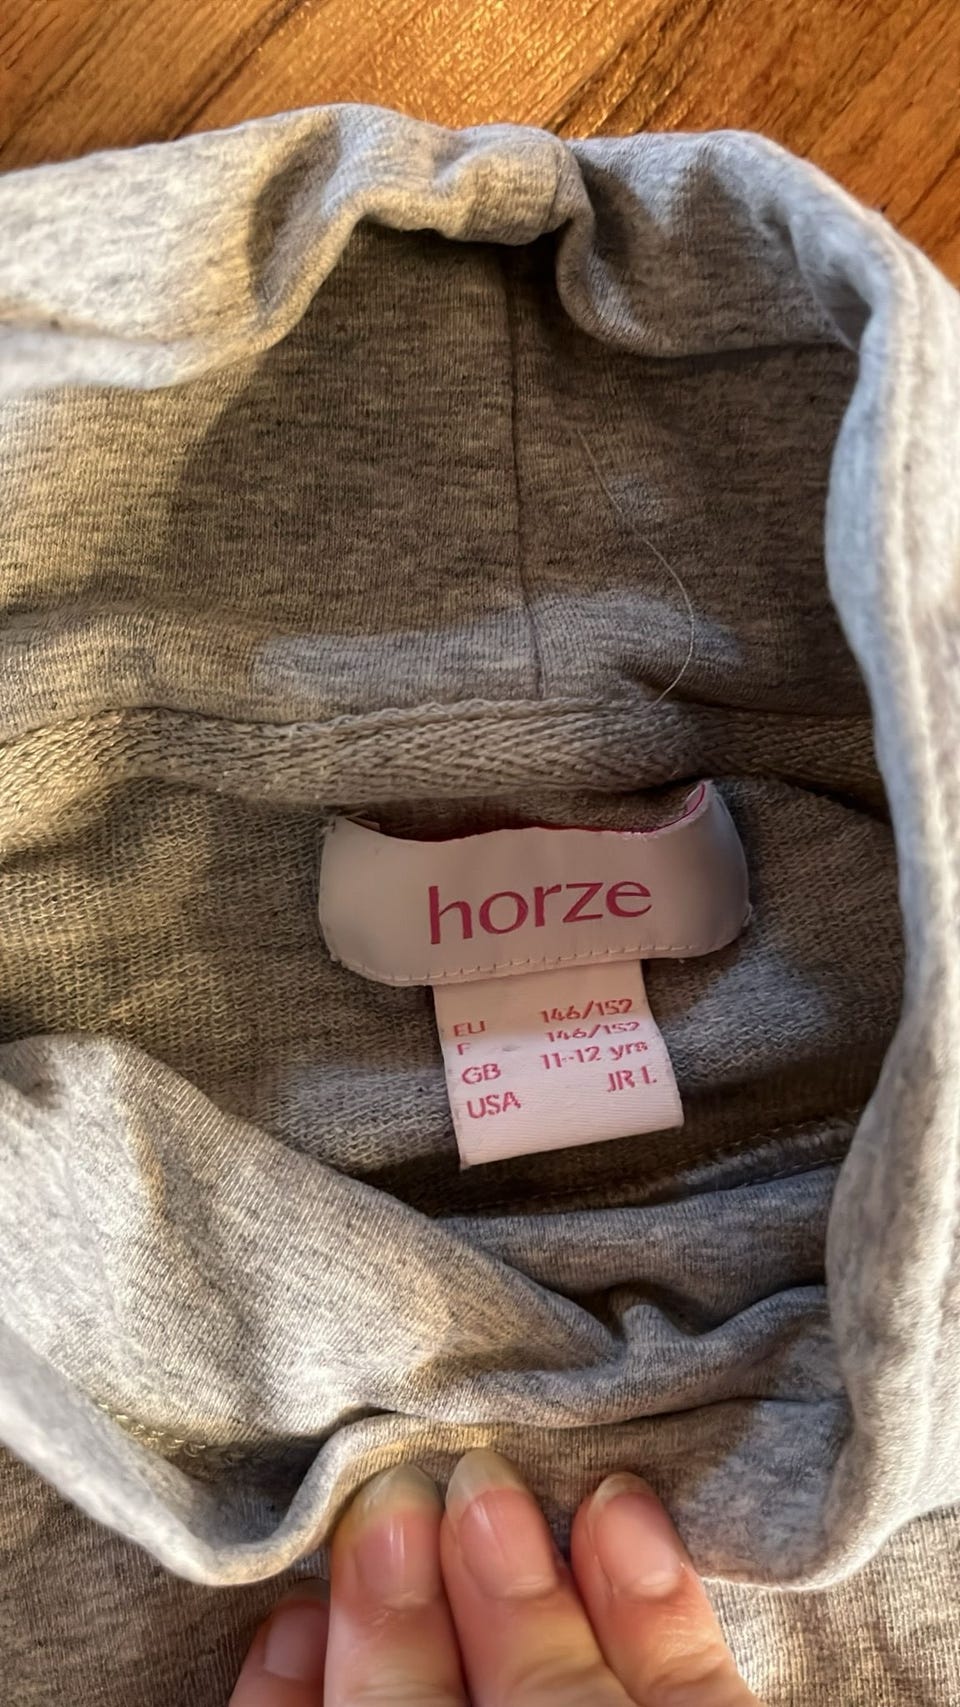 horze
EU 146/152
F 146/152
GB 11-12 yrs
USA JR L